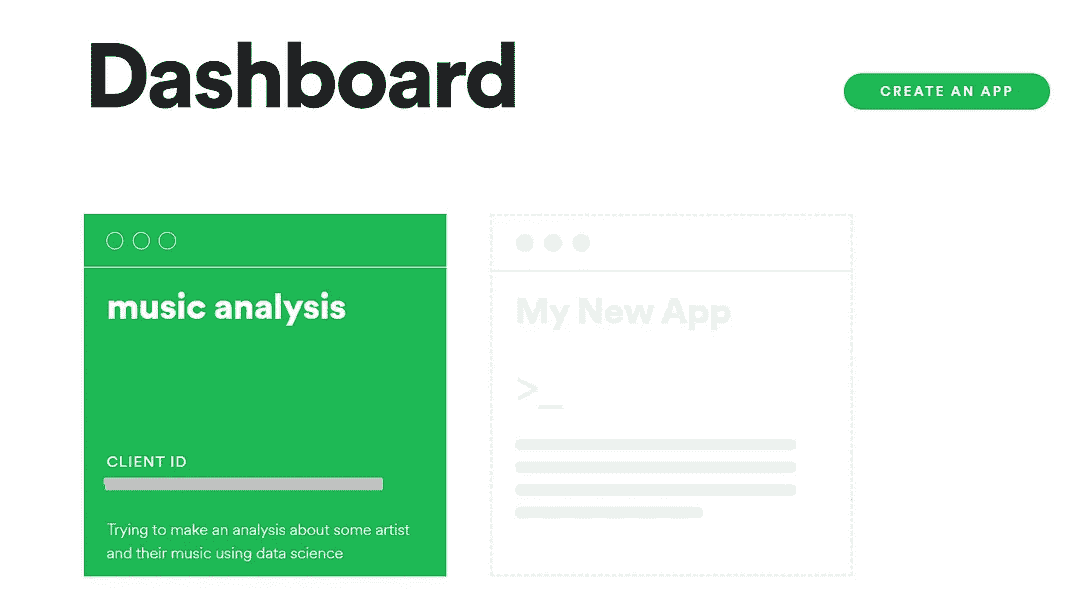 Dashboard
CREATE AN APP
music analysis
CLIENT ID
Trying to make an analysis about some artist
and their music using data science
My New App
>_